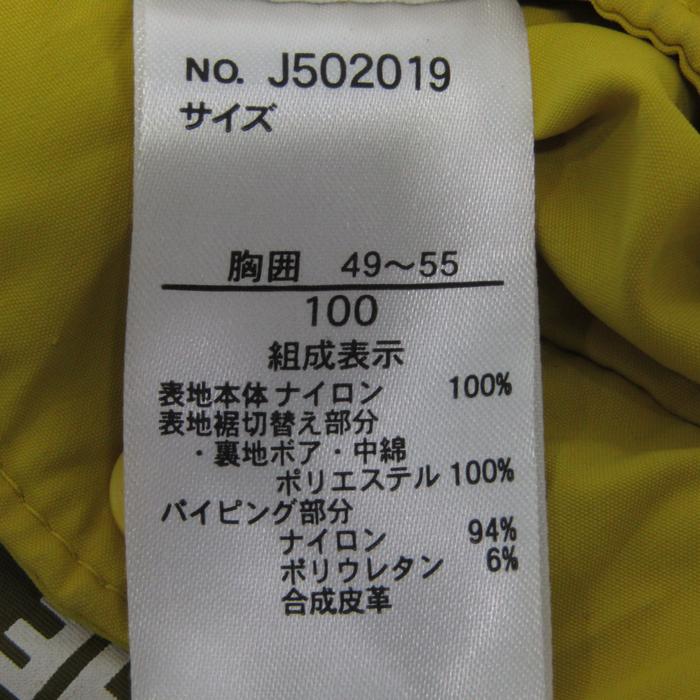 NO. J502019
サイズ
胸囲 49～55
100
組成表示
表地本体 ナイロン 100%
表地裾切替え部分
・裏地ボア・中綿
ポリエステル 100%
パイピング部分
ナイロン 94%
ポリウレタン 6%
合成皮革